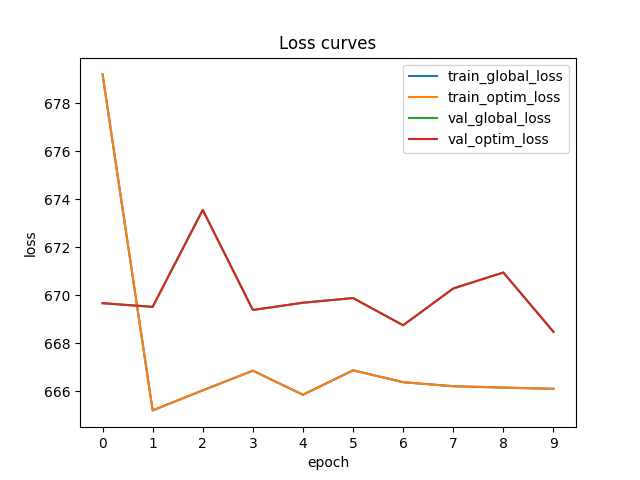 Loss curves
train_global_loss
train_optim_loss
val_global_loss
val_optim_loss
678
676
674
672
670
668
666
loss
0 1 2 3 4 5 6 7 8 9
epoch